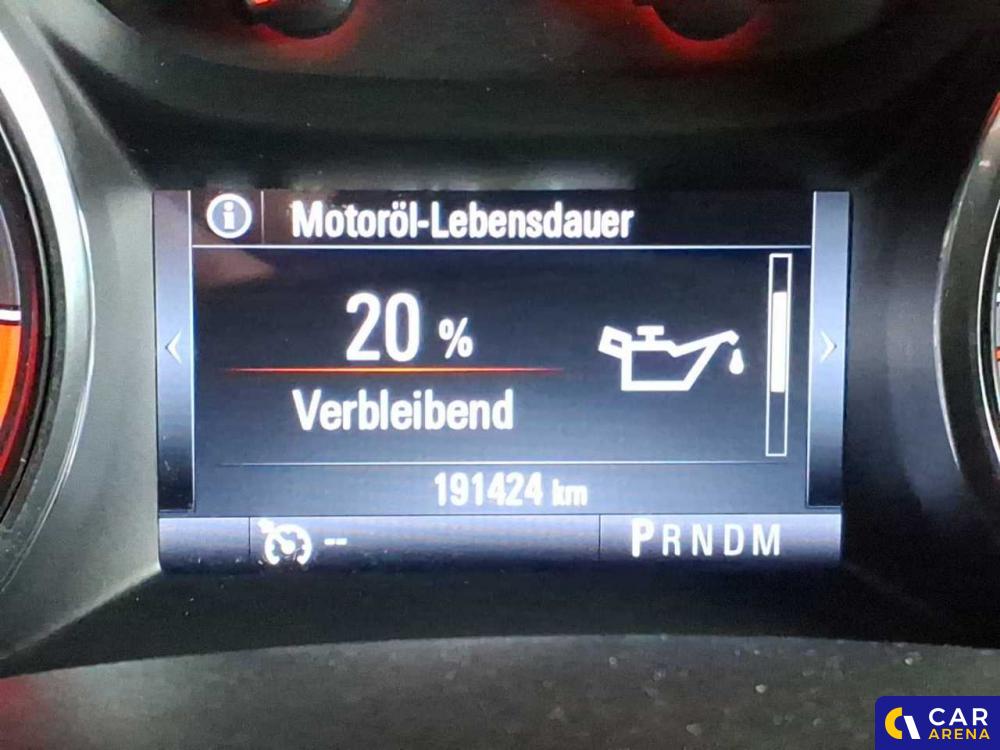 Motoröl-Lebensdauer
20 %
Verbleibend
191424 km
--
PRNDM
CAR
ARENA